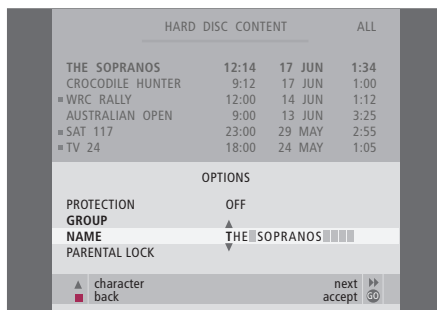 HARD DISC CONTENT ALL
THE SOPRANOS 12:14 17 JUN 1:34
CROCODILE HUNTER 9:12 17 JUN 1:00
WRC RALLY 12:00 14 JUN 1:12
AUSTRALIAN OPEN 9:00 13 JUN 3:25
SAT 117 23:00 29 MAY 2:55
TV 24 18:00 24 MAY 1:05
OPTIONS
PROTECTION OFF
GROUP
NAME THE SOPRANOS
PARENTAL LOCK
character next
back accept GO